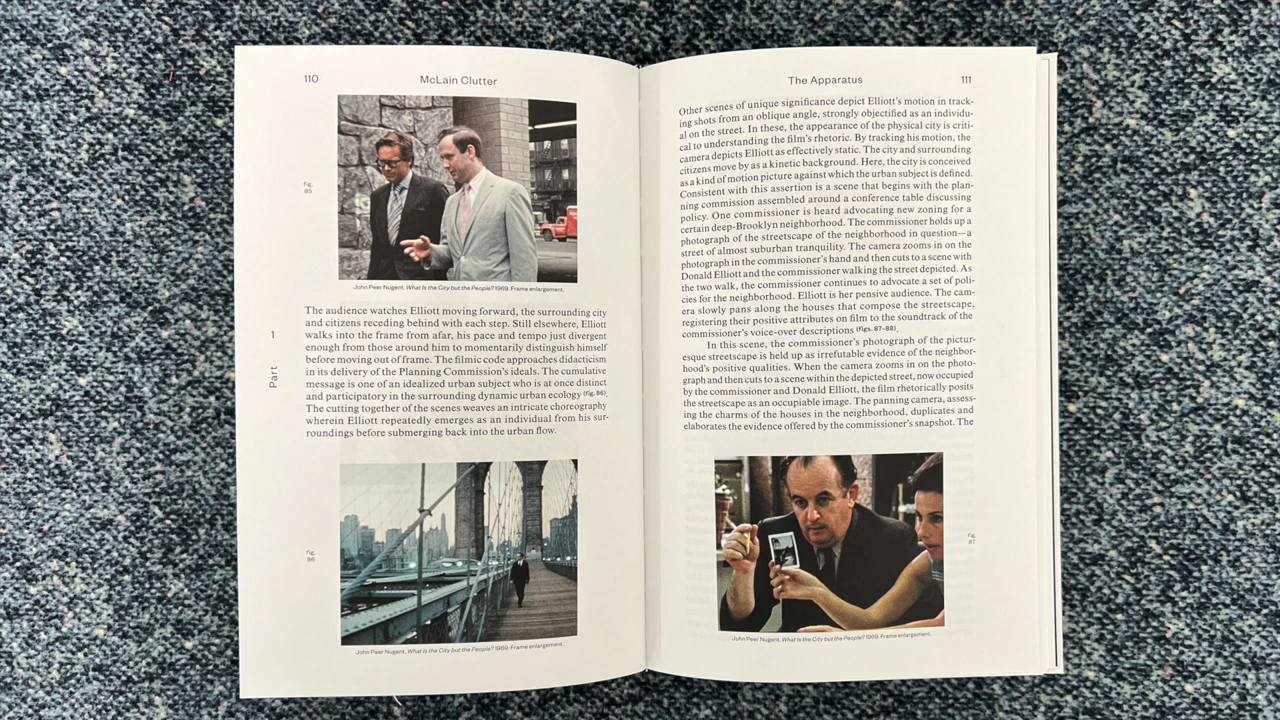 110
McLain Clutter
fig.
85
John Peer Nugent, What Is the City but the People? 1969. Frame enlargement.
The audience watches Elliott moving forward, the surrounding city
and citizens receding behind with each step. Still elsewhere, Elliott
walks into the frame from afar, his pace and tempo just divergent
enough from those around him to momentarily distinguish himself
before moving out of frame. The filmic code approaches didacticism
in its delivery of the Planning Commission's ideals. The cumulative
message is one of an idealized urban subject who is at once distinct
and participatory in the surrounding dynamic urban ecology (fig. 86).
The cutting together of the scenes weaves an intricate choreography
wherein Elliott repeatedly emerges as an individual from his sur-
roundings before submerging back into the urban flow.
Part 1
fig.
86
John Peer Nugent, What Is the City but the People? 1969. Frame enlargement.
The Apparatus
111
Other scenes of unique significance depict Elliott's motion in track-
ing shots from an oblique angle, strongly objectified as an individu-
al on the street. In these, the appearance of the physical city is criti-
cal to understanding the film's rhetoric. By tracking his motion, the
camera depicts Elliott as effectively static. The city and surrounding
citizens move by as a kinetic background. Here, the city is conceived
as a kind of motion picture against which the urban subject is defined.
Consistent with this assertion is a scene that begins with the plan-
ning commission assembled around a conference table discussing
policy. One commissioner is heard advocating new zoning for a
certain deep-Brooklyn neighborhood. The commissioner holds up a
photograph of the streetscape of the neighborhood in question—a
street of almost suburban tranquility. The camera zooms in on the
photograph in the commissioner's hand and then cuts to a scene with
Donald Elliott and the commissioner walking the street depicted. As
the two walk, the commissioner continues to advocate a set of poli-
cies for the neighborhood. Elliott is her pensive audience. The cam-
era slowly pans along the houses that compose the streetscape,
registering their positive attributes on film to the soundtrack of the
commissioner's voice-over descriptions (figs. 87-88).
In this scene, the commissioner's photograph of the pictur-
esque streetscape is held up as irrefutable evidence of the neighbor-
hood's positive qualities. When the camera zooms in on the photo-
graph and then cuts to a scene within the depicted street, now occupied
by the commissioner and Donald Elliott, the film rhetorically posits
the streetscape as an occupiable image. The panning camera, assess-
ing the charms of the houses in the neighborhood, duplicates and
elaborates the evidence offered by the commissioner's snapshot. The
fig.
87
John Peer Nugent, What Is the City but the People? 1969. Frame enlargement.